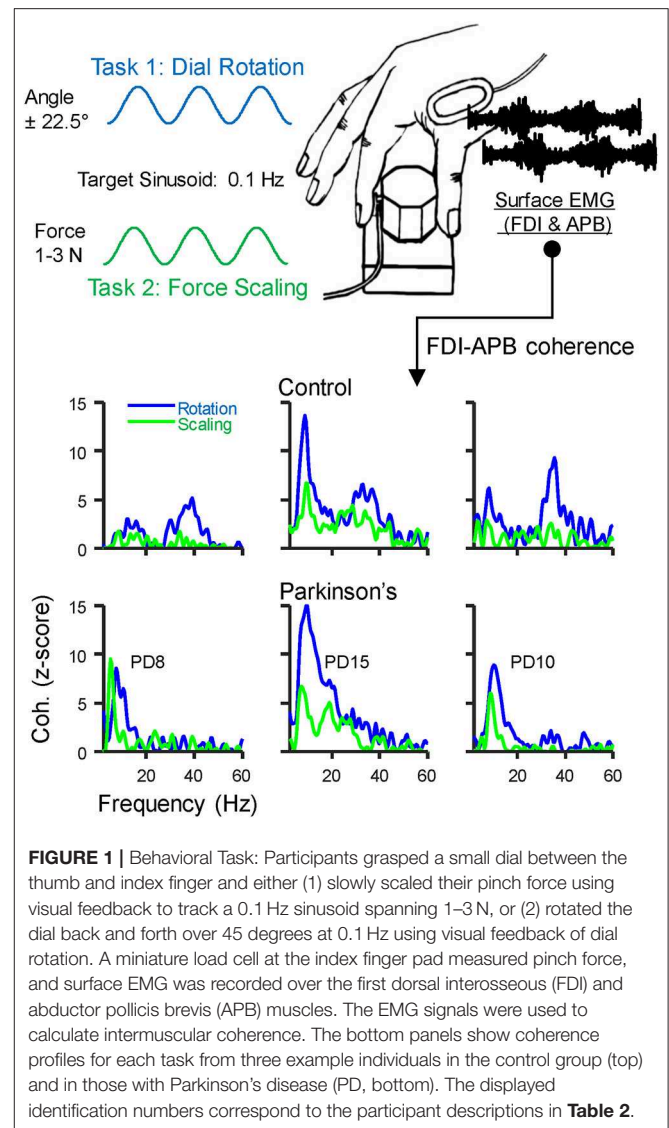 Task 1: Dial Rotation
Angle
± 22.5°
Target Sinusoid: 0.1 Hz
Force
1-3 N
Task 2: Force Scaling
Surface EMG
(FDI & APB)
FDI-APB coherence
Control
15
10
5
0
Rotation
Scaling
Parkinson's
15
10
5
0
PD8
PD15
PD10
20
40
60
20
40
60
20
40
60
Coh. (z-score)
Frequency (Hz)
FIGURE 1 | Behavioral Task: Participants grasped a small dial between the
thumb and index finger and either (1) slowly scaled their pinch force using
visual feedback to track a 0.1 Hz sinusoid spanning 1–3 N, or (2) rotated the
dial back and forth over 45 degrees at 0.1 Hz using visual feedback of dial
rotation. A miniature load cell at the index finger pad measured pinch force,
and surface EMG was recorded over the first dorsal interosseous (FDI) and
abductor pollicis brevis (APB) muscles. The EMG signals were used to
calculate intermuscular coherence. The bottom panels show coherence
profiles for each task from three example individuals in the control group (top)
and in those with Parkinson's disease (PD, bottom). The displayed
identification numbers correspond to the participant descriptions in Table 2.